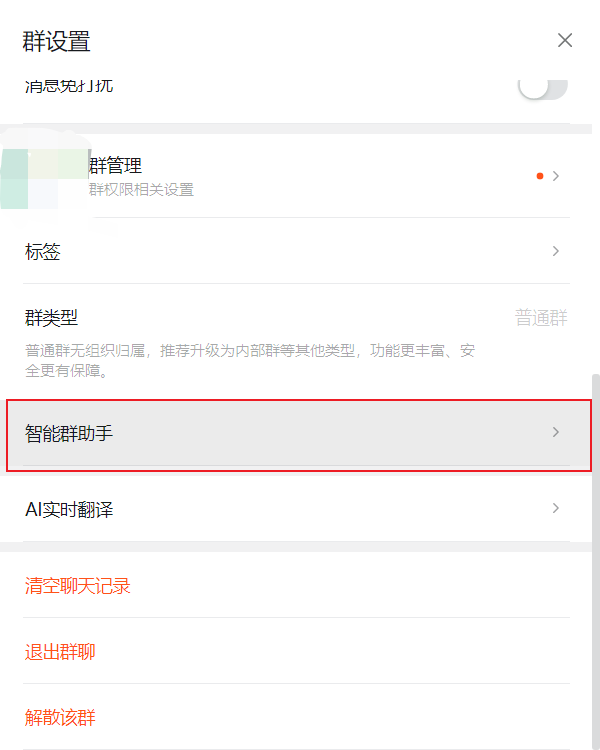 群设置
消息免打扰
群管理
群权限相关设置
标签
群类型
普通群
普通群无组织归属，推荐升级为内部群等其他类型，功能更丰富、安
全更有保障。
智能群助手
AI实时翻译
清空聊天记录
退出群聊
解散该群